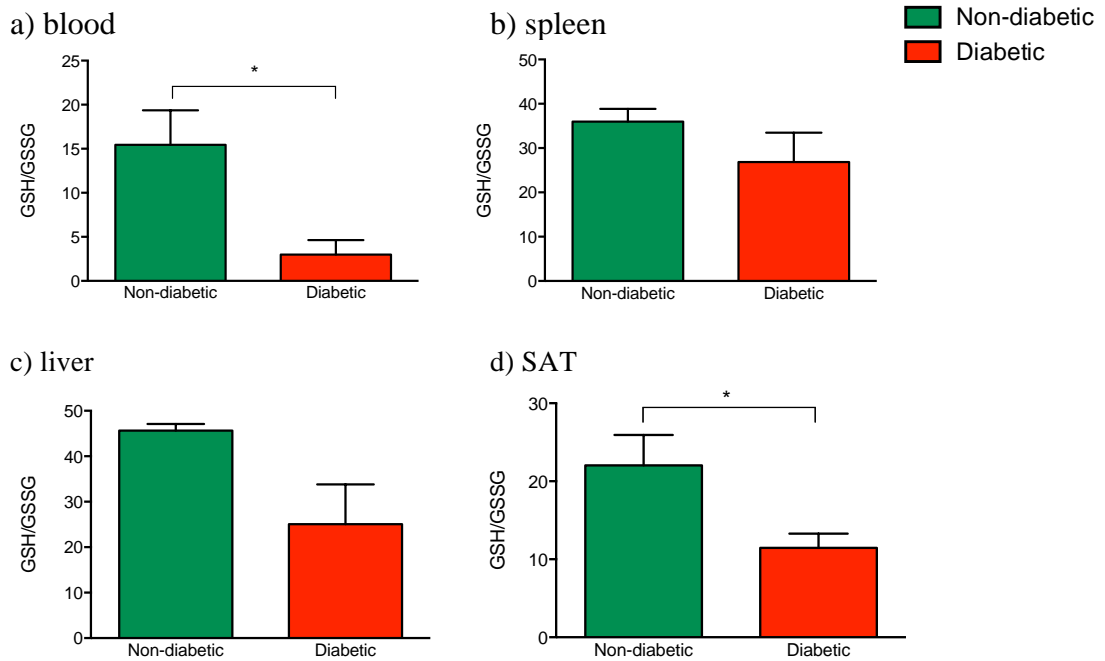 a) blood
b) spleen
Non-diabetic
Diabetic
GSH/GSSG
25
20
15
10
5
0
*
Non-diabetic
Diabetic
GSH/GSSG
50
40
30
20
10
0
Non-diabetic
Diabetic
c) liver
d) SAT
GSH/GSSG
50
40
30
20
10
0
Non-diabetic
Diabetic
GSH/GSSG
30
20
10
0
*
Non-diabetic
Diabetic